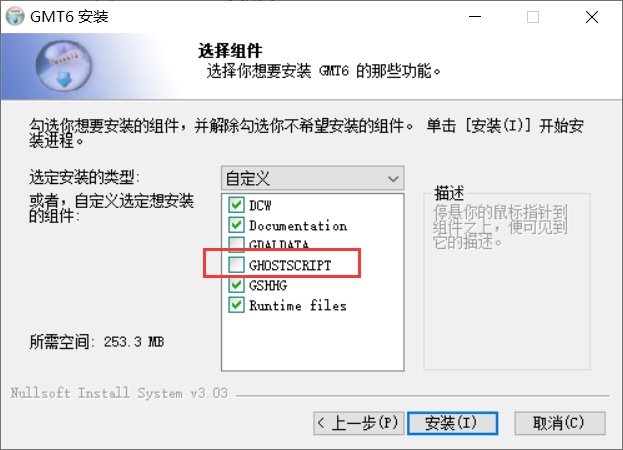 GMT6 安装
选择组件
选择你想要安装 GMT6 的那些功能。
勾选你想要安装的组件，并解除勾选你不希望安装的组件。 单击 [安装(I)] 开始安
装进程。
选定安装的类型:
自定义
或者，自定义选定想安装
的组件:
DCW
Documentation
GDALDATA
GHOSTSCRIPT
GSHHG
Runtime files
描述
停悬你的鼠标指针到
组件之上，便可见到
它的描述。
所需空间: 253.3 MB
Nullsoft Install System v3.03
< 上一步(P)
安装(I)
取消(C)